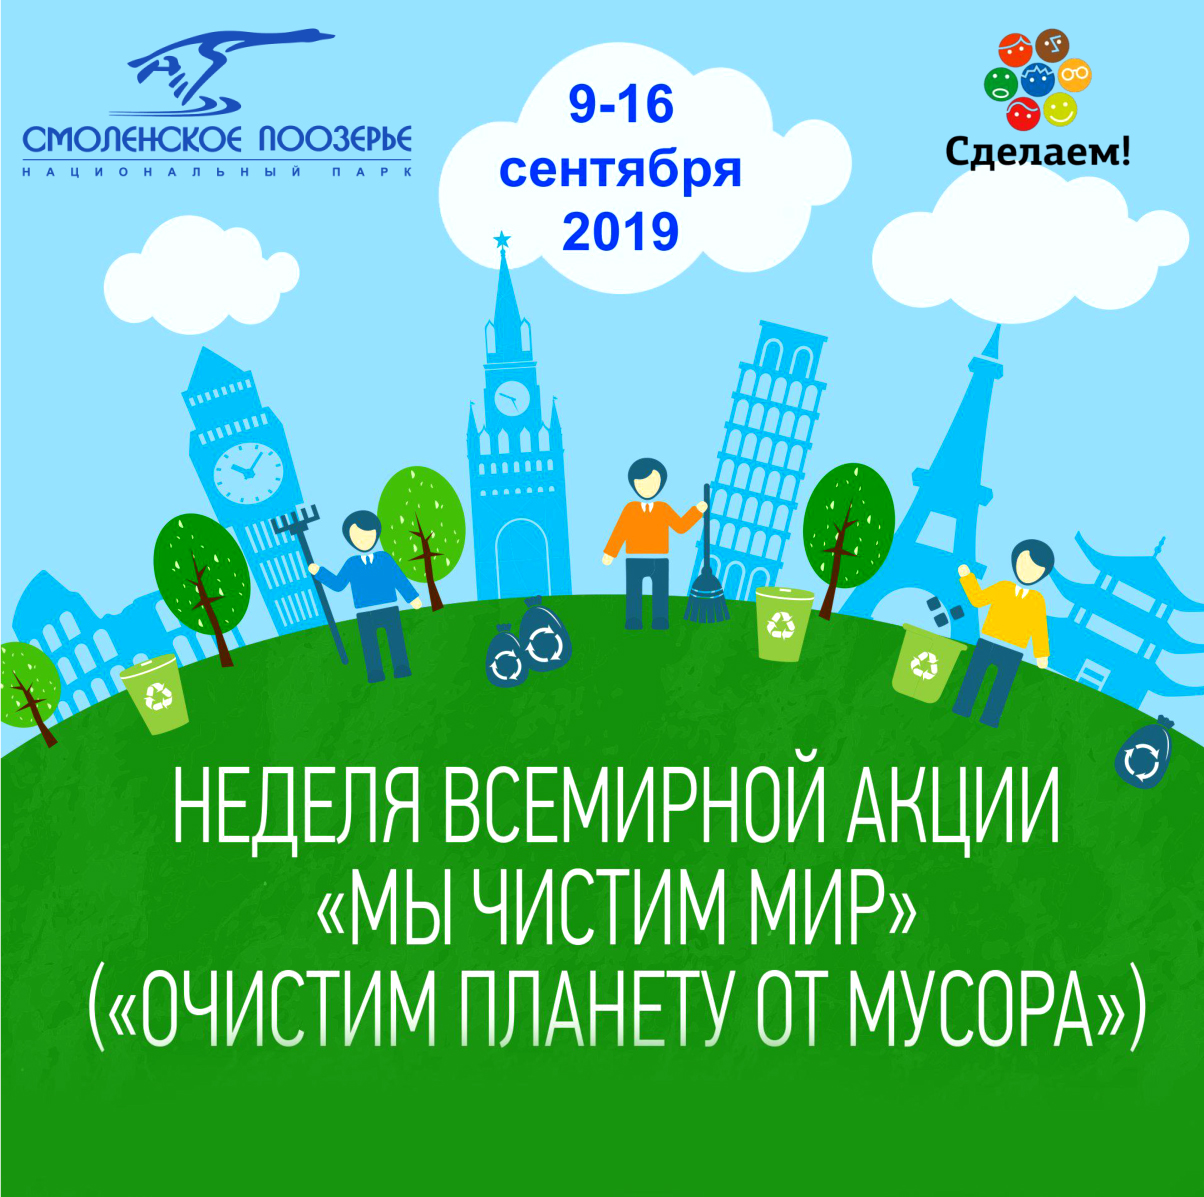 СМОЛЕНСКОЕ ПООЗЕРЬЕ
НАЦИОНАЛЬНЫЙ ПАРК
9-16
сентября
2019
Сделаем!
НЕДЕЛЯ ВСЕМИРНОЙ АКЦИИ
«МЫ ЧИСТИМ МИР»
(«ОЧИСТИМ ПЛАНЕТУ ОТ МУСОРА»)